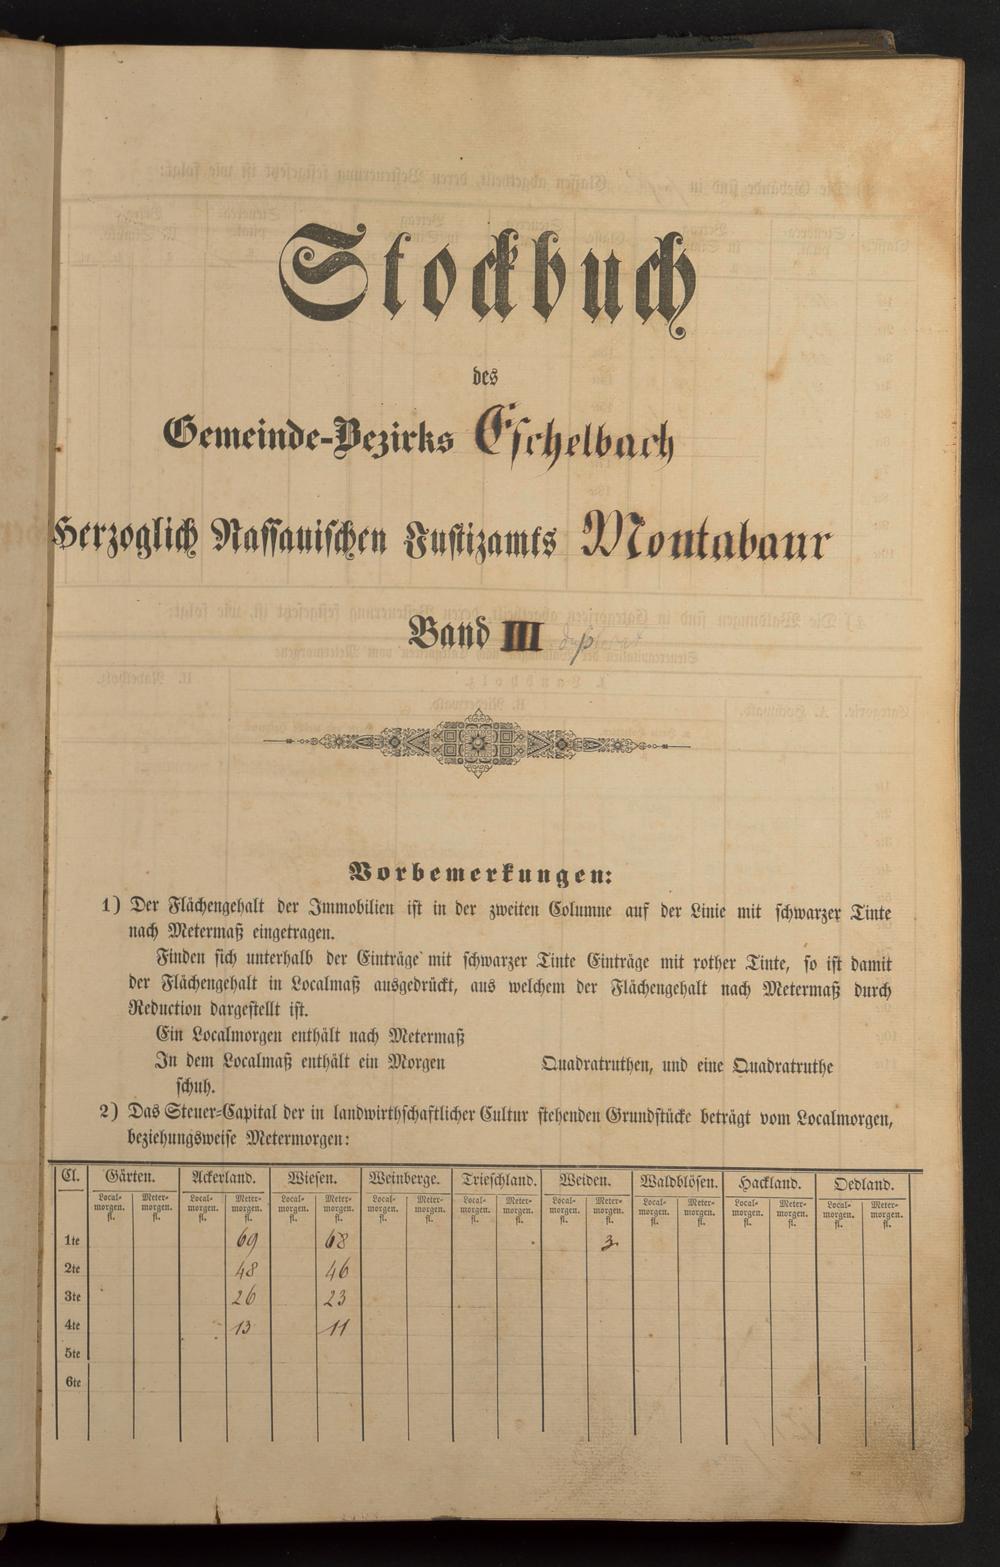 Stockbuch
des
Gemeinde-Bezirks Eschelbach
Herzoglich Nassauischen Justizamts Montabaur
Band III
Vorbemerkungen:
1) Der Flächengehalt der Immobilien ist in der zweiten Columne auf der Linie mit schwarzer Tinte
nach Metermaß eingetragen.
Finden sich unterhalb der Einträge mit schwarzer Tinte Einträge mit rother Tinte, so ist damit
der Flächengehalt in Localmaß ausgedrückt, aus welchem der Flächengehalt nach Metermaß durch
Reduction dargestellt ist.
Ein Localmorgen enthält nach Metermaß
In dem Localmaß enthält ein Morgen Quadratruthen, und eine Quadratruthe
schuh.
2) Das Steuer-Capital der in landwirthschaftlicher Cultur stehenden Grundstücke beträgt vom Localmorgen,
beziehungsweise Metermorgen:
Cl. Gärten. Ackerland. Wiesen. Weinberge. Trieschland. Weiden. Waldblösen. Hackland. Oedland.
Local- Meter- Local- Meter- Local- Meter- Local- Meter- Local- Meter- Local- Meter- Local- Meter- Local- Meter- Local- Meter-
morgen. morgen. morgen. morgen. morgen. morgen. morgen. morgen. morgen. morgen. morgen. morgen. morgen. morgen. morgen. morgen. morgen. morgen.
fl. fl. fl. fl. fl. fl. fl. fl. fl. fl. fl. fl. fl. fl. fl. fl. fl. fl.
1te 69 68 3
2te 48 46
3te 26 23
4te 13 11
5te
6te